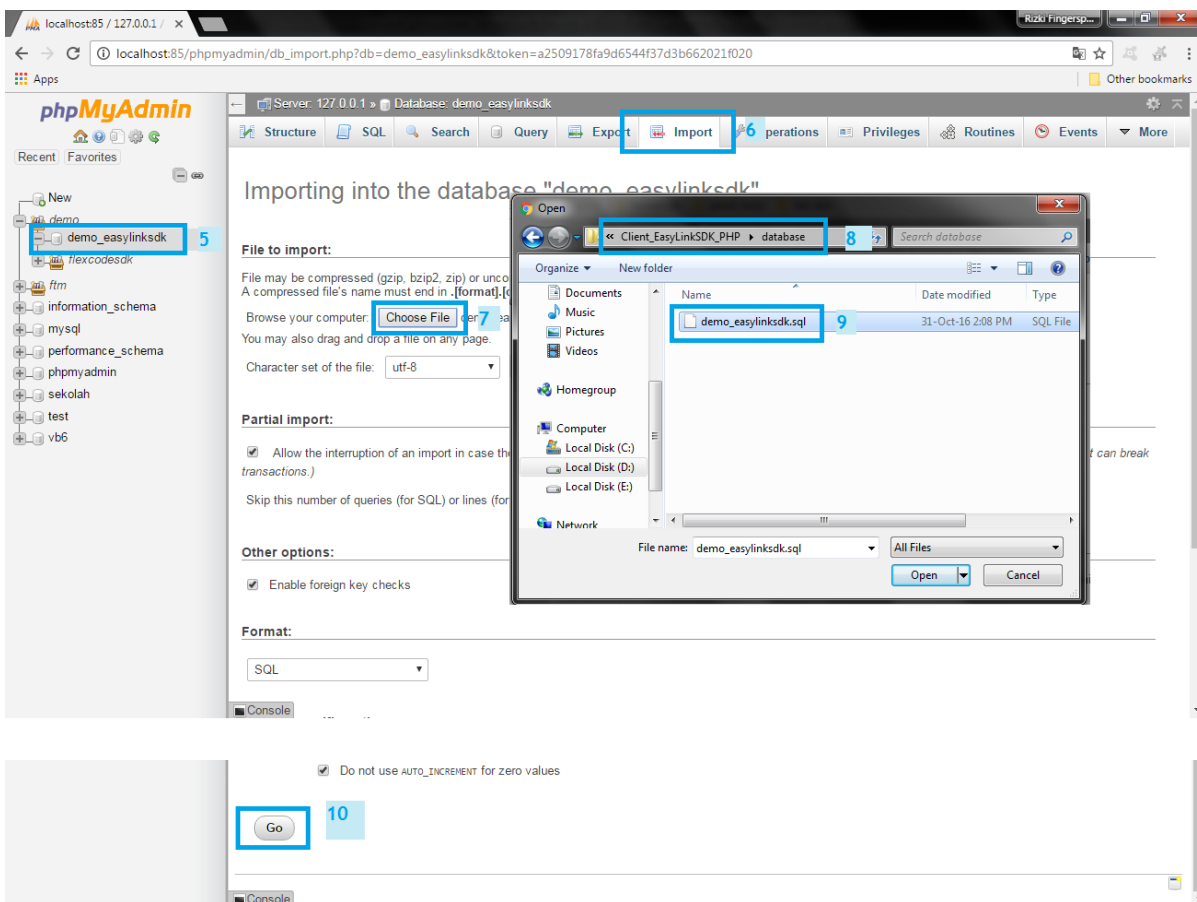 localhost:85 / 127.0.0.1 /
Rizki Fingersp...
localhost:85/phpmyadmin/db_import.php?db=demo_easylinksdk&token=a2509178fa9d6544f37d3b662021f020
Apps
Other bookmarks
phpMyAdmin
Recent Favorites
New
demo
demo_easylinksdk 5
flexcodesdk
ftm
information_schema
mysql
performance_schema
phpmyadmin
sekolah
test
vb6
Server: 127.0.0.1 » Database: demo_easylinksdk
Structure SQL Search Query Export Import 6 perations Privileges Routines Events More
Importing into the database "demo_easylinksdk"
File to import:
File may be compressed (gzip, bzip2, zip) or unco
A compressed file's name must end in .[format].[c
Browse your computer: Choose File 7
You may also drag and drop a file on any page.
Character set of the file: utf-8
Partial import:
Allow the interruption of an import in case the
t can break
transactions.)
Skip this number of queries (for SQL) or lines (for
Other options:
Enable foreign key checks
Format:
SQL
Console
Open
« Client_EasyLinkSDK_PHP database 8 Search database
Organize New folder
Documents
Music
Pictures
Videos
Homegroup
Computer
Local Disk (C:)
Local Disk (D:)
Local Disk (E:)
Network
Name Date modified Type
demo_easylinksdk.sql 9 31-Oct-16 2:08 PM SQL File
File name: demo_easylinksdk.sql All Files
Open Cancel
Do not use AUTO_INCREMENT for zero values
Go 10
Console